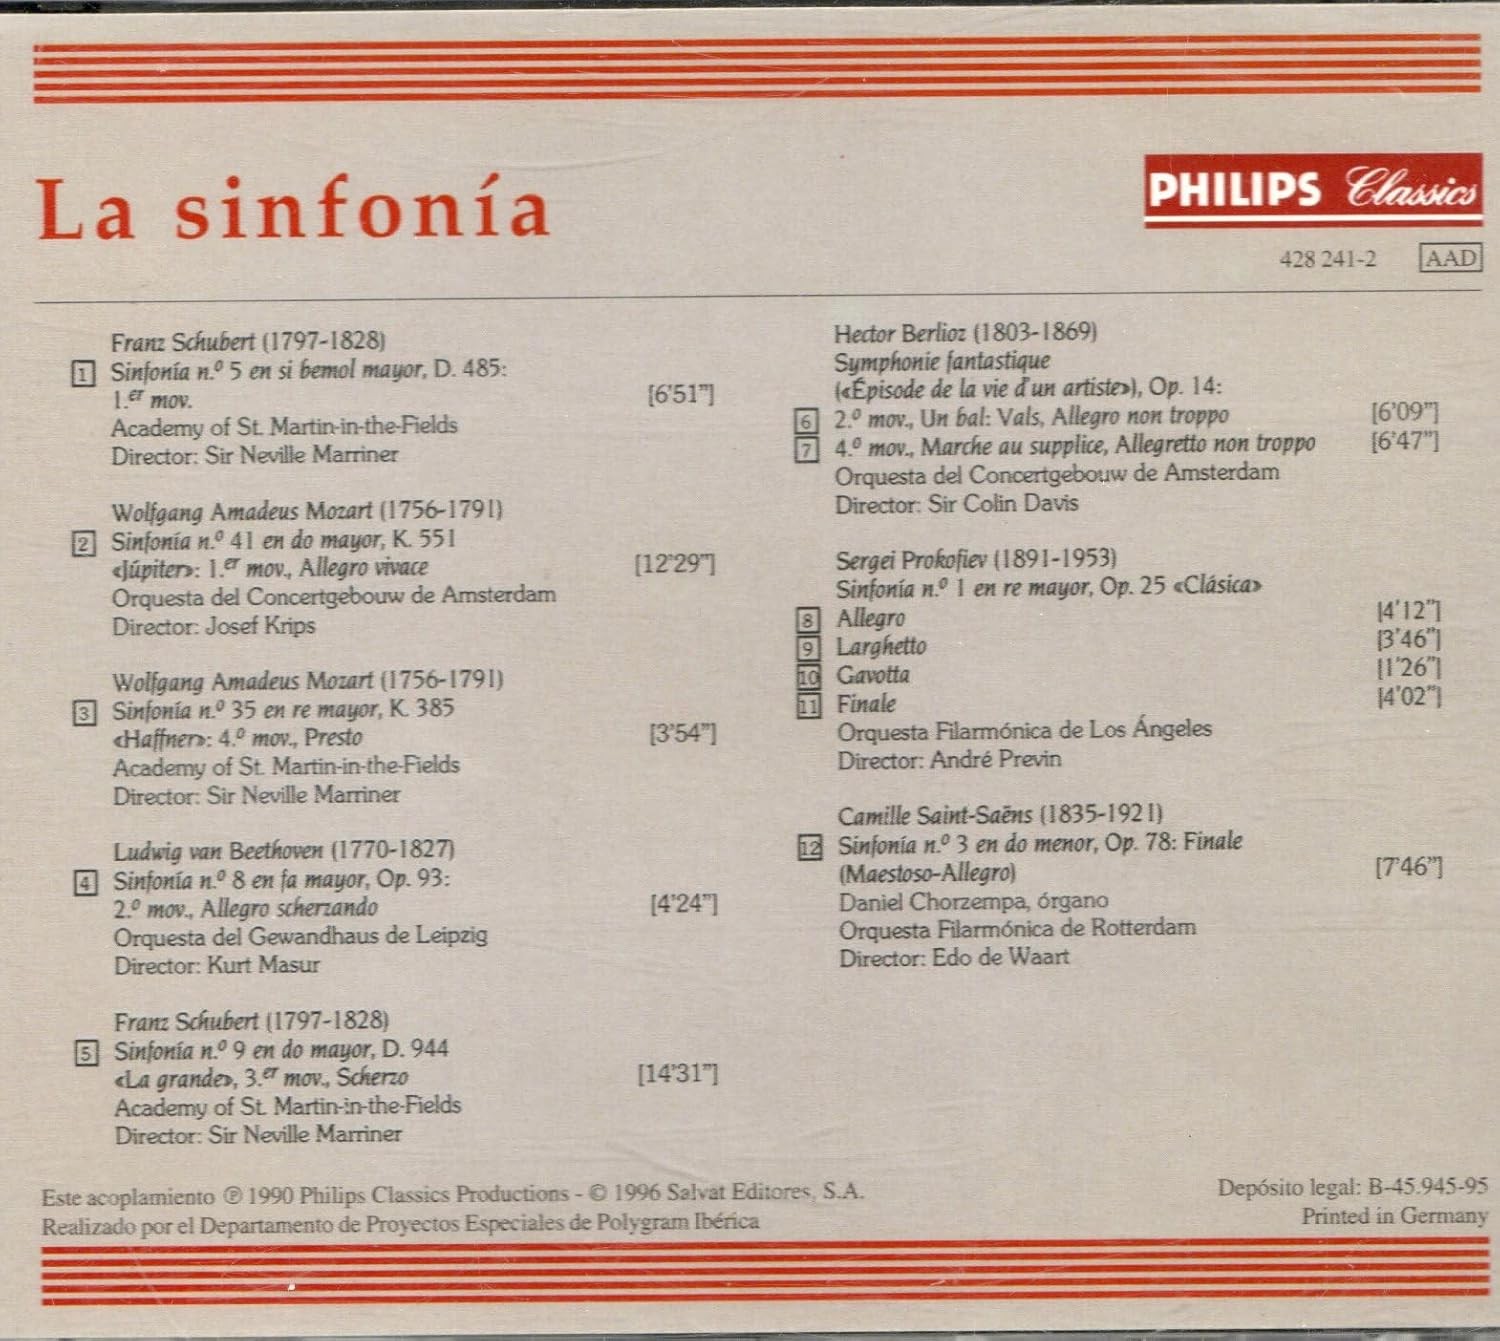 La sinfonía
PHILIPS Classics
428 241-2 AAD
Franz Schubert (1797-1828)
1 Sinfonía n.º 5 en si bemol mayor, D. 485:
1.er mov. [6'51"]
Academy of St. Martin-in-the-Fields
Director: Sir Neville Marriner
Wolfgang Amadeus Mozart (1756-1791)
2 Sinfonía n.º 41 en do mayor, K. 551
«Júpiter»: 1.er mov., Allegro vivace [12'29"]
Orquesta del Concertgebouw de Amsterdam
Director: Josef Krips
Wolfgang Amadeus Mozart (1756-1791)
3 Sinfonía n.º 35 en re mayor, K. 385
«Haffner»: 4.º mov., Presto [3'54"]
Academy of St. Martin-in-the-Fields
Director: Sir Neville Marriner
Ludwig van Beethoven (1770-1827)
4 Sinfonía n.º 8 en fa mayor, Op. 93:
2.º mov., Allegro scherzando [4'24"]
Orquesta del Gewandhaus de Leipzig
Director: Kurt Masur
Franz Schubert (1797-1828)
5 Sinfonía n.º 9 en do mayor, D. 944
«La grande», 3.er mov., Scherzo [14'31"]
Academy of St. Martin-in-the-Fields
Director: Sir Neville Marriner
Hector Berlioz (1803-1869)
Symphonie fantastique
(«Épisode de la vie d'un artiste»), Op. 14:
6 2.º mov., Un bal: Vals, Allegro non troppo [6'09"]
7 4.º mov., Marche au supplice, Allegretto non troppo [6'47"]
Orquesta del Concertgebouw de Amsterdam
Director: Sir Colin Davis
Sergei Prokofiev (1891-1953)
Sinfonía n.º 1 en re mayor, Op. 25 «Clásica»
8 Allegro [4'12"]
9 Larghetto [3'46"]
10 Gavotta [1'26"]
11 Finale [4'02"]
Orquesta Filarmónica de Los Ángeles
Director: André Previn
Camille Saint-Saëns (1835-1921)
12 Sinfonía n.º 3 en do menor, Op. 78: Finale
(Maestoso-Allegro) [7'46"]
Daniel Chorzempa, órgano
Orquesta Filarmónica de Rotterdam
Director: Edo de Waart
Este acoplamiento ℗ 1990 Philips Classics Productions - © 1996 Salvat Editores, S.A.
Realizado por el Departamento de Proyectos Especiales de Polygram Ibérica
Depósito legal: B-45.945-95
Printed in Germany